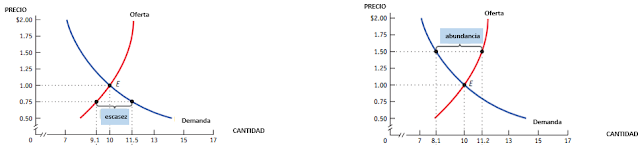 PRECIO
Oferta
$2.00
1.75
1.50
1.25
1.00
E
0.75
escasez
0.50
Demanda
CANTIDAD
0
7
9.1
10
11.5
13
15
17
PRECIO
Oferta
$2.00
abundancia
1.75
1.50
1.25
1.00
E
0.75
0.50
Demanda
CANTIDAD
0
7
8.1
10
11.2
13
15
17